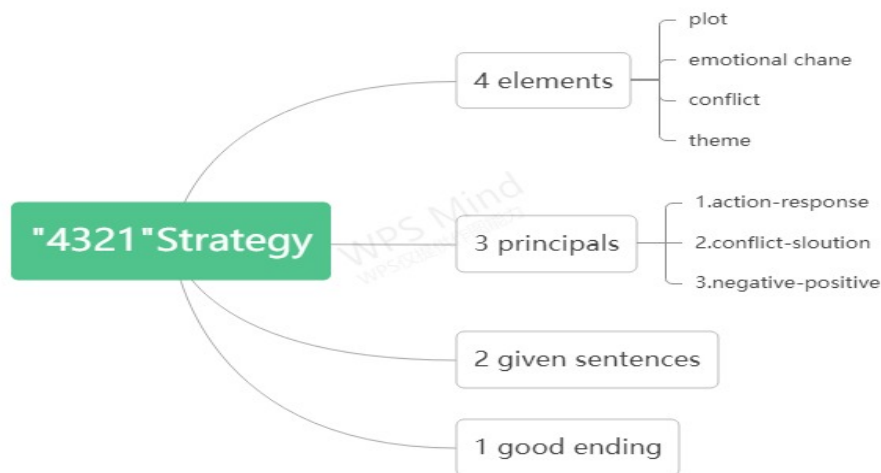 "4321"Strategy
4 elements
plot
emotional chane
conflict
theme
3 principals
1.action-response
2.conflict-sloution
3.negative-positive
2 given sentences
1 good ending
WPS Mind